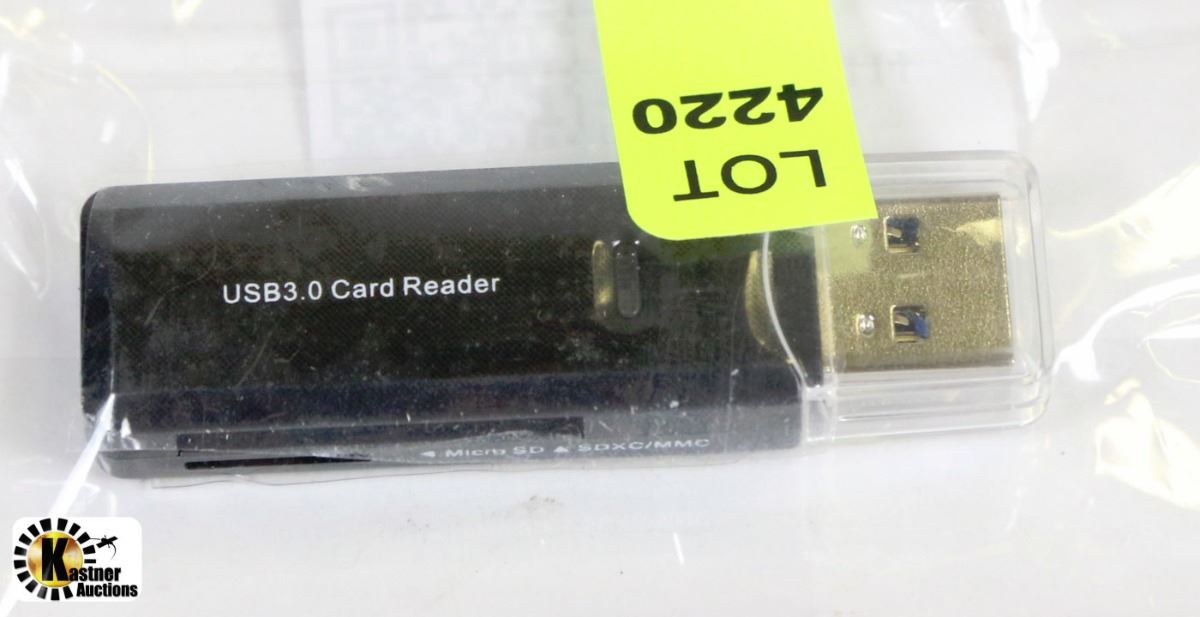 LOT
4220
USB3.0 Card Reader
◄ Micro SD ▲ SDXC/MMC
Kastner
Auctions